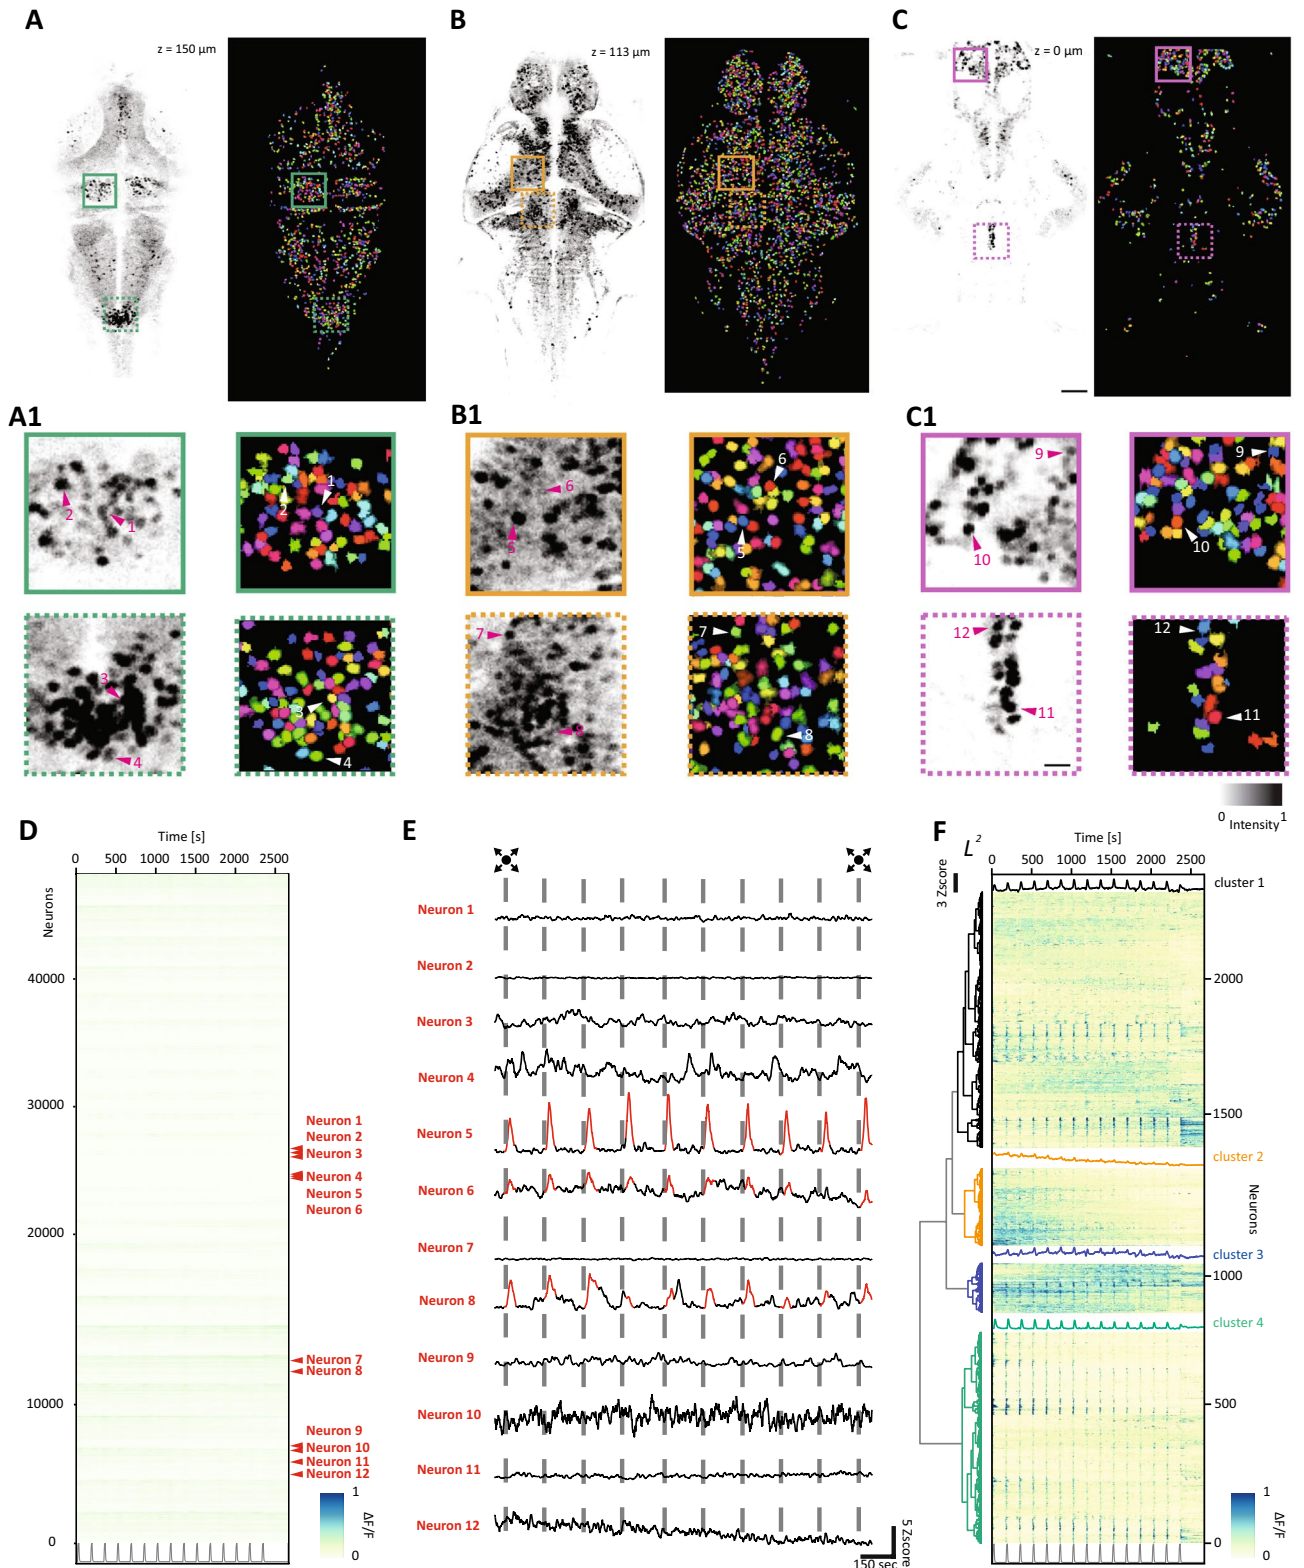 A
z = 150 µm
B
z = 113 µm
C
z = 0 µm
A1
2
1
2
1
3
4
3
4
B1
6
5
6
5
7
8
7
8
C1
9
10
9
10
12
11
12
11
0 Intensity 1
D
Time [s]
0 500 1000 1500 2000 2500
Neurons
40000
30000
20000
10000
0
Neuron 1
Neuron 2
Neuron 3
Neuron 4
Neuron 5
Neuron 6
Neuron 7
Neuron 8
Neuron 9
Neuron 10
Neuron 11
Neuron 12
1
ΔF/F
0
E
Neuron 1
Neuron 2
Neuron 3
Neuron 4
Neuron 5
Neuron 6
Neuron 7
Neuron 8
Neuron 9
Neuron 10
Neuron 11
Neuron 12
5 Zscore
150 sec
F
L²
3 Zscore
Time [s]
0 500 1000 1500 2000 2500
cluster 1
2000
1500
cluster 2
Neurons
cluster 3
1000
cluster 4
500
0
1
ΔF/F
0